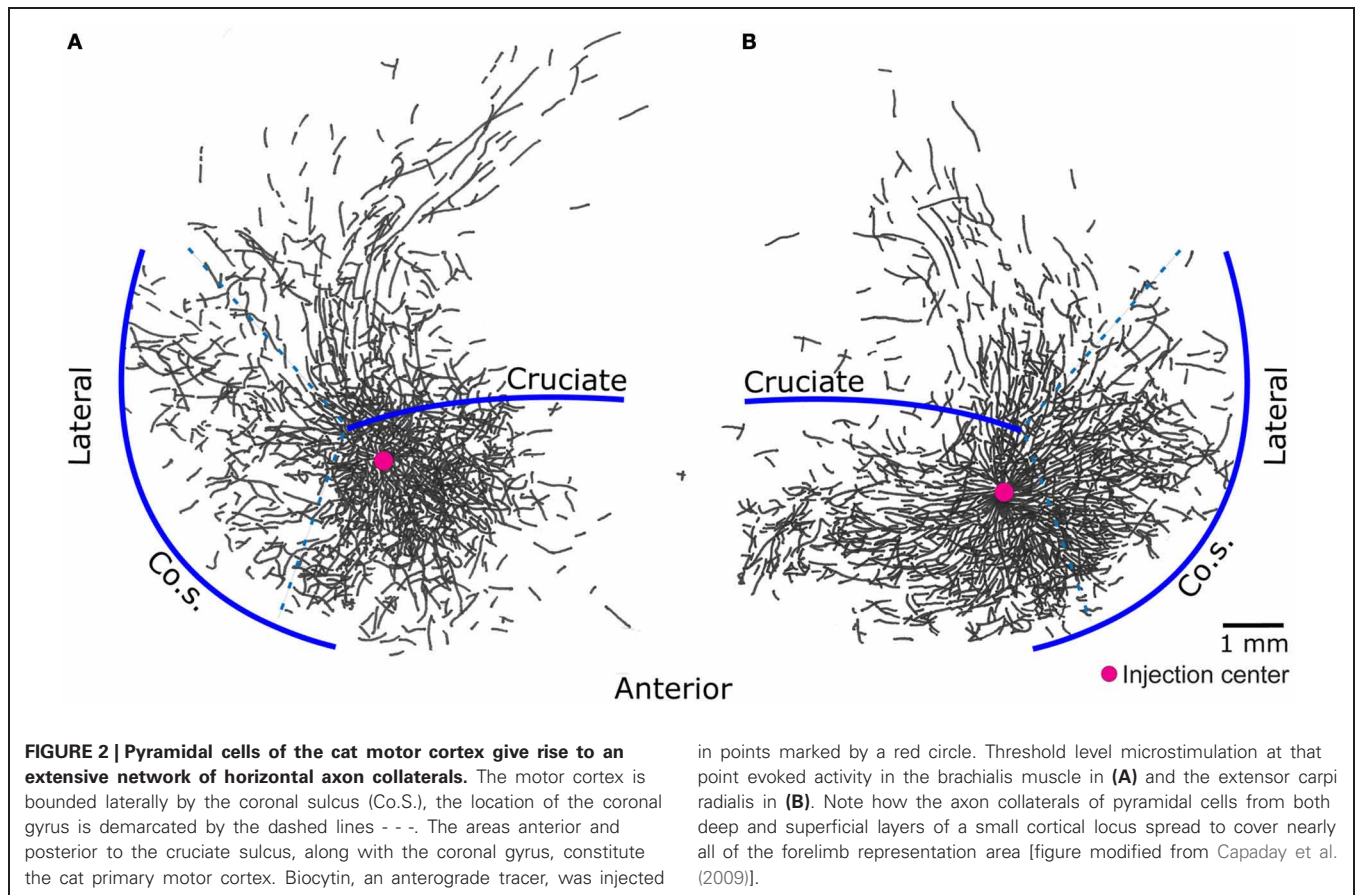 A
B
Cruciate
Cruciate
Lateral
Lateral
Co.s.
Co.s.
1 mm
Injection center
Anterior
FIGURE 2 | Pyramidal cells of the cat motor cortex give rise to an
extensive network of horizontal axon collaterals. The motor cortex is
bounded laterally by the coronal sulcus (Co.S.), the location of the coronal
gyrus is demarcated by the dashed lines - - -. The areas anterior and
posterior to the cruciate sulcus, along with the coronal gyrus, constitute
the cat primary motor cortex. Biocytin, an anterograde tracer, was injected
in points marked by a red circle. Threshold level microstimulation at that
point evoked activity in the brachialis muscle in (A) and the extensor carpi
radialis in (B). Note how the axon collaterals of pyramidal cells from both
deep and superficial layers of a small cortical locus spread to cover nearly
all of the forelimb representation area [figure modified from Capaday et al.
(2009)].